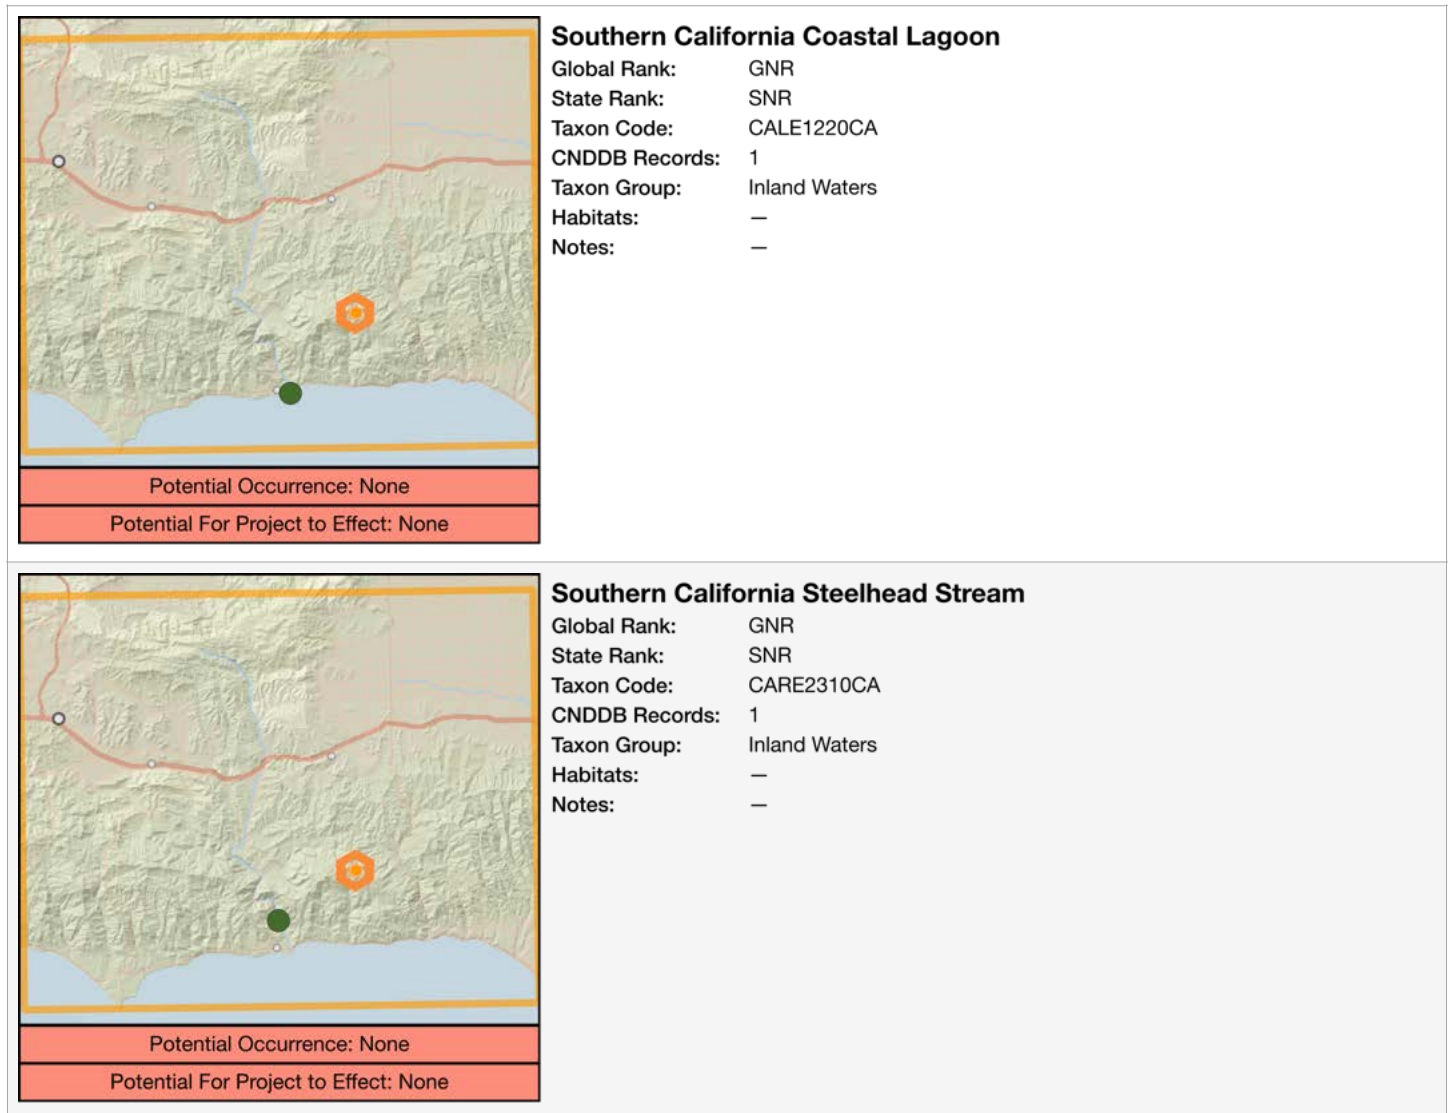 Southern California Coastal Lagoon
Global Rank: GNR
State Rank: SNR
Taxon Code: CALE1220CA
CNDDB Records: 1
Taxon Group: Inland Waters
Habitats: —
Notes: —
Potential Occurrence: None
Potential For Project to Effect: None
Southern California Steelhead Stream
Global Rank: GNR
State Rank: SNR
Taxon Code: CARE2310CA
CNDDB Records: 1
Taxon Group: Inland Waters
Habitats: —
Notes: —
Potential Occurrence: None
Potential For Project to Effect: None